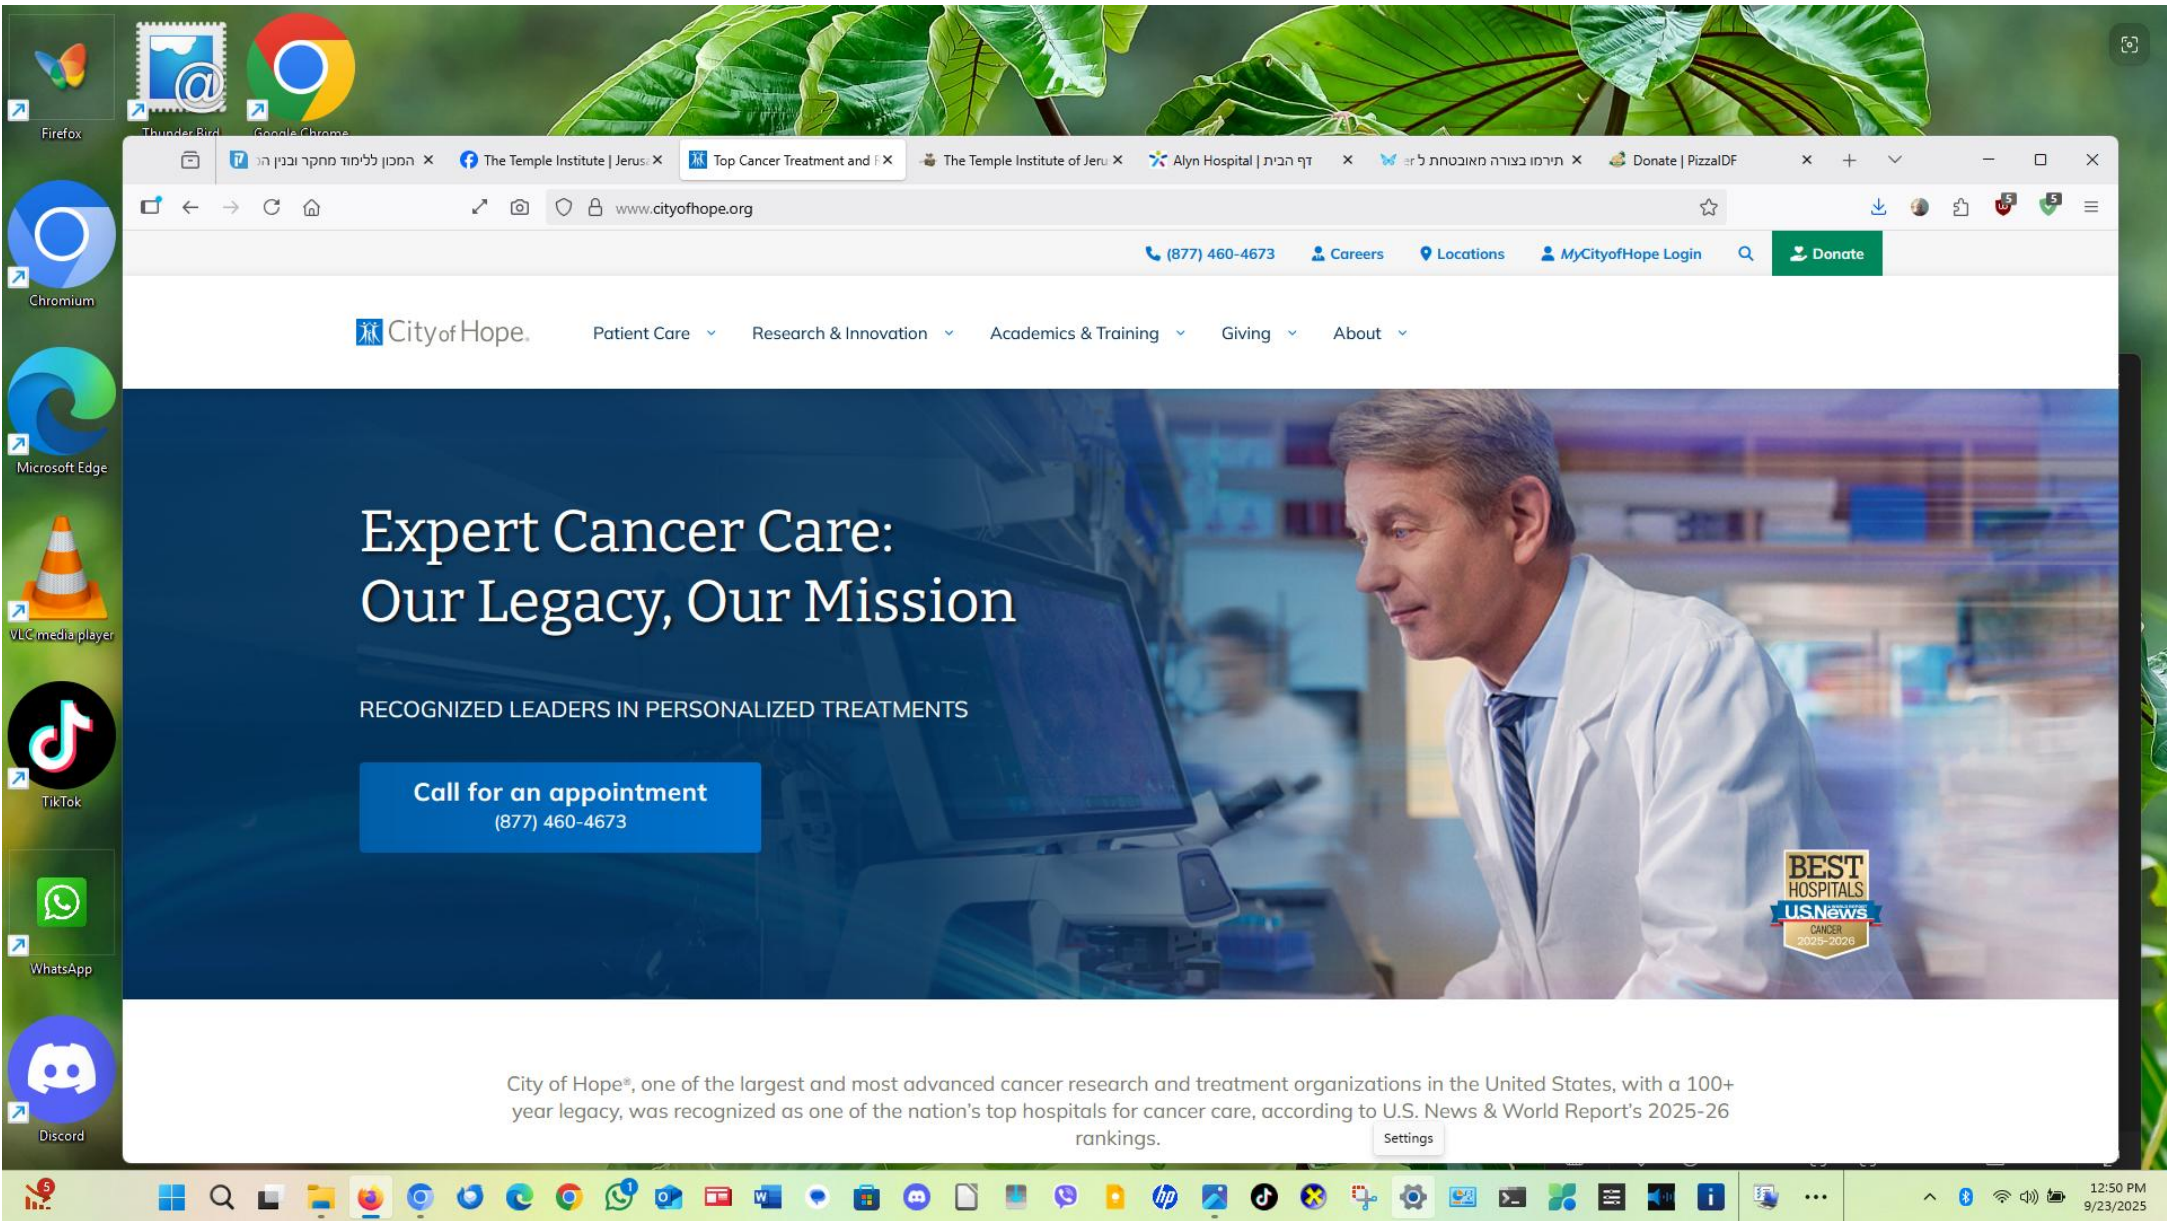 Firefox
Thunder Bird
Google Chrome
המכון ללימוד מחקר ובנין
The Temple Institute | Jerus
Top Cancer Treatment and
The Temple Institute of Jeru
Alyn Hospital | דף הבית
תירמו בצורה מאובטחת ל
Donate | PizzaIDF
www.cityofhope.org
5
5
(877) 460-4673
Careers
Locations
MyCityofHope Login
Donate
City of Hope.
Patient Care
Research & Innovation
Academics & Training
Giving
About
Chromium
Microsoft Edge
VLC media player
TikTok
WhatsApp
Discord
Expert Cancer Care:
Our Legacy, Our Mission
RECOGNIZED LEADERS IN PERSONALIZED TREATMENTS
Call for an appointment
(877) 460-4673
BEST
HOSPITALS
U.S. News
CANCER
2025-2026
City of Hope®, one of the largest and most advanced cancer research and treatment organizations in the United States, with a 100+
year legacy, was recognized as one of the nation's top hospitals for cancer care, according to U.S. News & World Report's 2025-26
rankings.
Settings
5
1
12:50 PM
9/23/2025